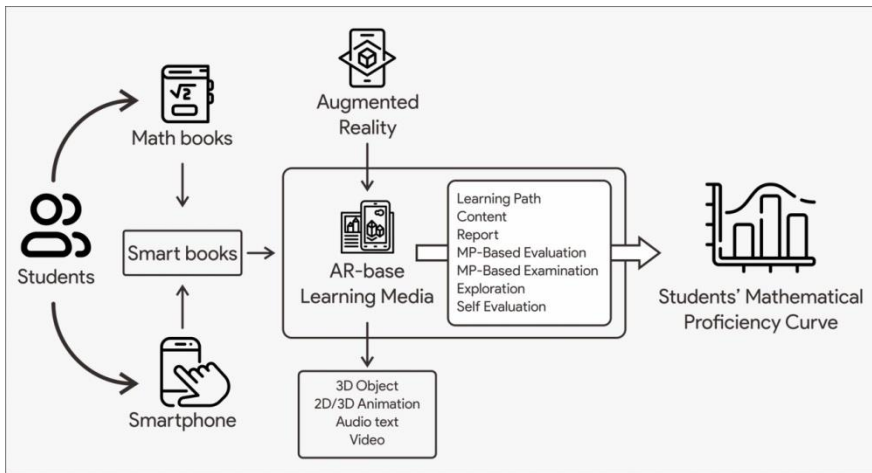 √2
Math books
Students
Smart books
Smartphone
Augmented
Reality
AR-base
Learning Media
Learning Path
Content
Report
MP-Based Evaluation
MP-Based Examination
Exploration
Self Evaluation
3D Object
2D/3D Animation
Audio text
Video
Students' Mathematical
Proficiency Curve